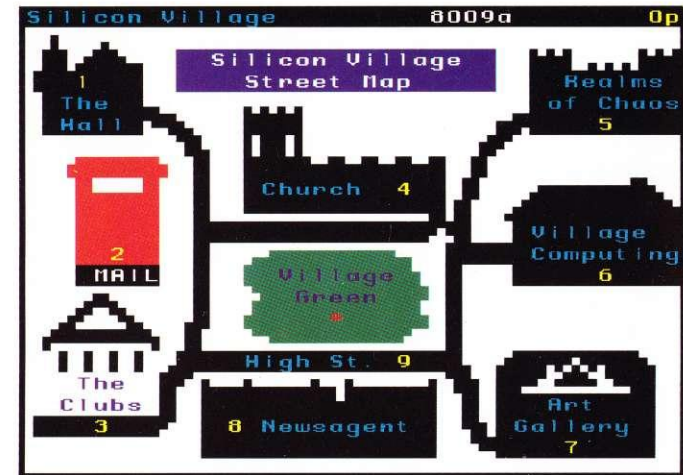 Silicon Village 8009a 0p
Silicon Village
Street Map
1
The
Hall
Realms
of Chaos
5
Church 4
2
MAIL
Village
Green
*
Village
Computing
6
High St. 9
The
Clubs
3
8 Newsagent
Art
Gallery
7